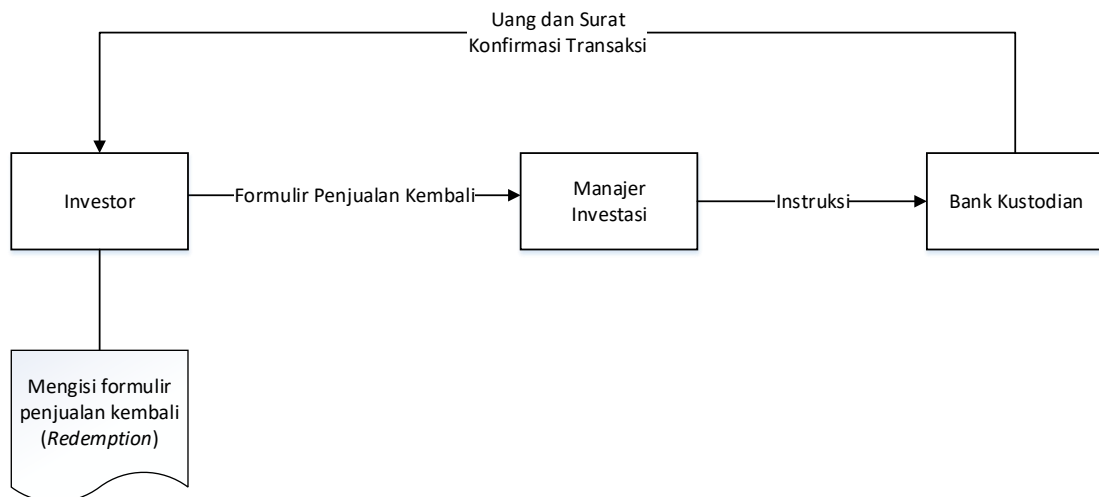 Uang dan Surat
Konfirmasi Transaksi
Investor
Formulir Penjualan Kembali
Manajer
Investasi
Instruksi
Bank Kustodian
Mengisi formulir
penjualan kembali
(Redemption)